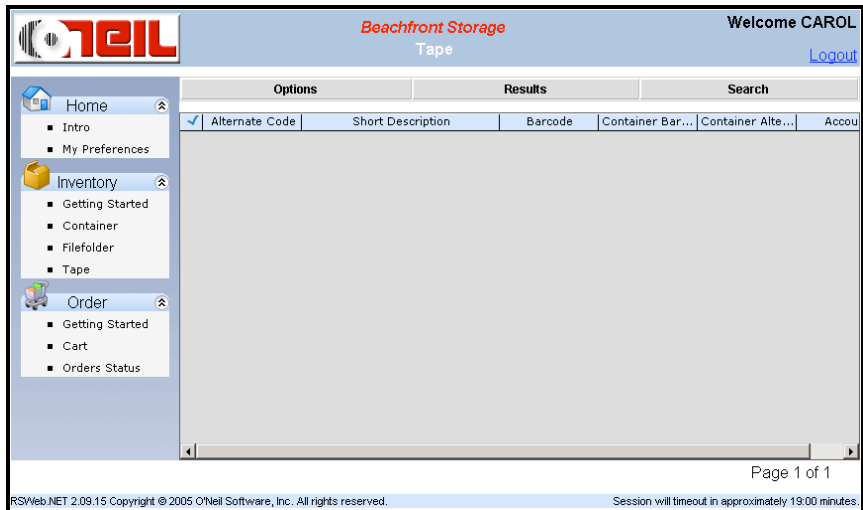 O'NEIL
Beachfront Storage
Tape
Welcome CAROL
Logout
Home
Intro
My Preferences
Inventory
Getting Started
Container
Filefolder
Tape
Order
Getting Started
Cart
Orders Status
Options Results Search
Alternate Code Short Description Barcode Container Bar... Container Alte... Accou
Page 1 of 1
RSWeb.NET 2.09.15 Copyright © 2005 O'Neil Software, Inc. All rights reserved. Session will timeout in approximately 19:00 minutes.